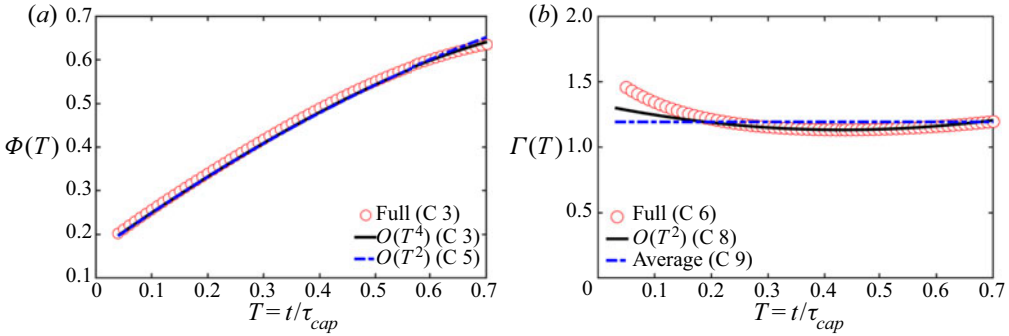 (a)
0.7
0.6
0.5
Φ(T)
0.4
0.3
0.2
0.1
Full (C 3)
O(T⁴) (C 3)
O(T²) (C 5)
0 0.1 0.2 0.3 0.4 0.5 0.6 0.7
T = t/τcap
(b)
2.0
1.5
Γ(T)
1.0
0.5
Full (C 6)
O(T²) (C 8)
Average (C 9)
0 0.1 0.2 0.3 0.4 0.5 0.6 0.7
T = t/τcap